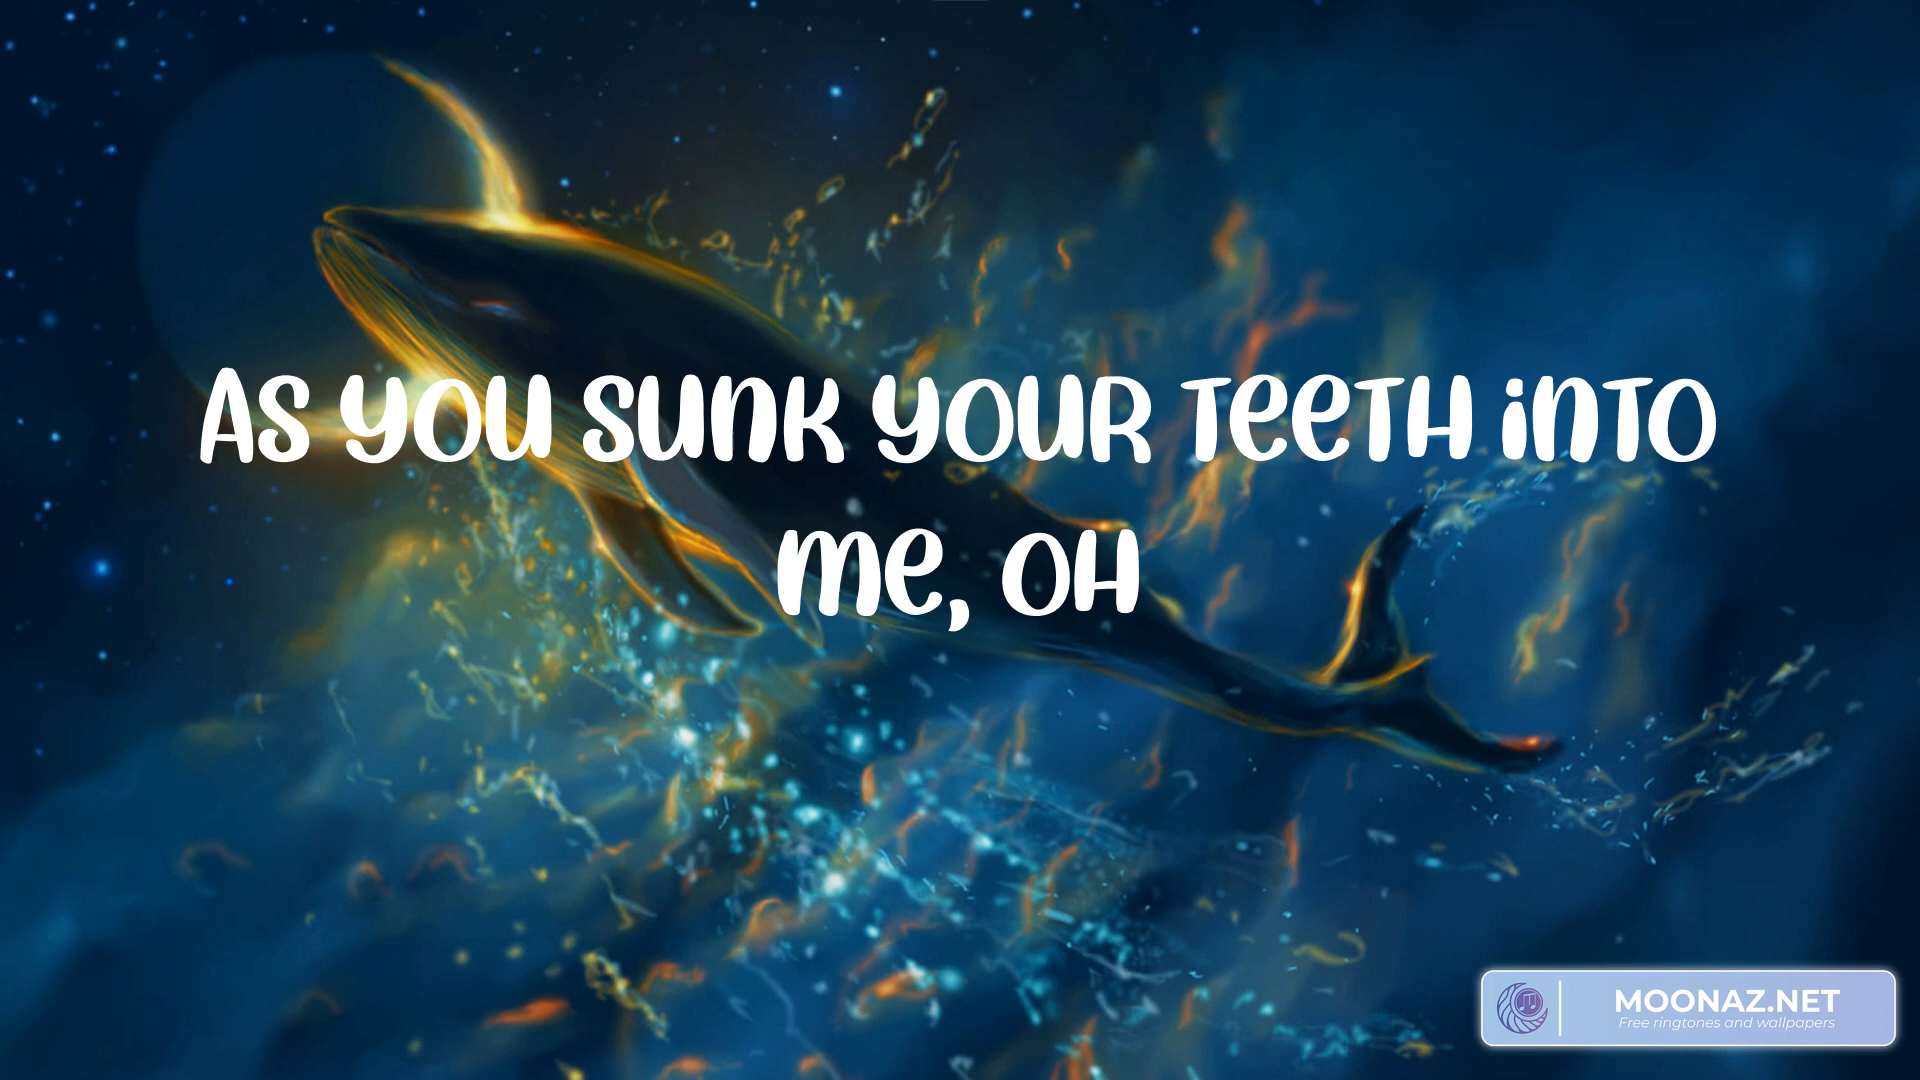 As you sunk your teeth into
me, oh
MOONAZ.NET
Free ringtones and wallpapers